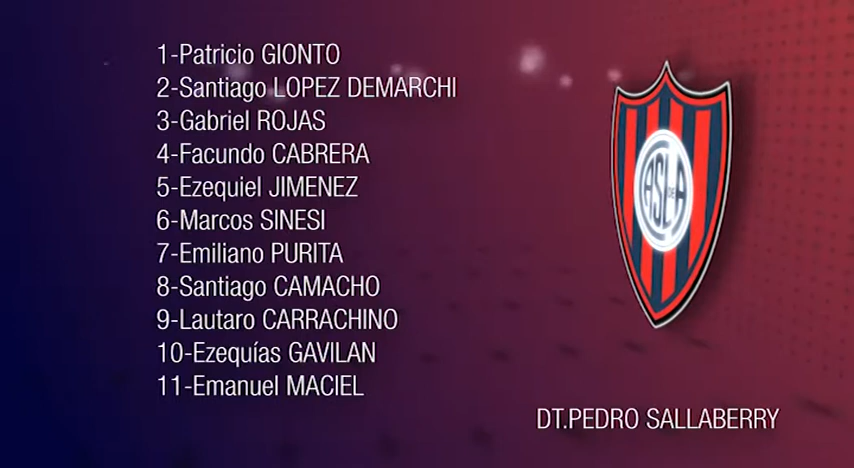 1-Patricio GIONTO
2-Santiago LOPEZ DEMARCHI
3-Gabriel ROJAS
4-Facundo CABRERA
5-Ezequiel JIMENEZ
6-Marcos SINESI
7-Emiliano PURITA
8-Santiago CAMACHO
9-Lautaro CARRACHINO
10-Ezequías GAVILAN
11-Emanuel MACIEL
CASLDEA
DT.PEDRO SALLABERRY